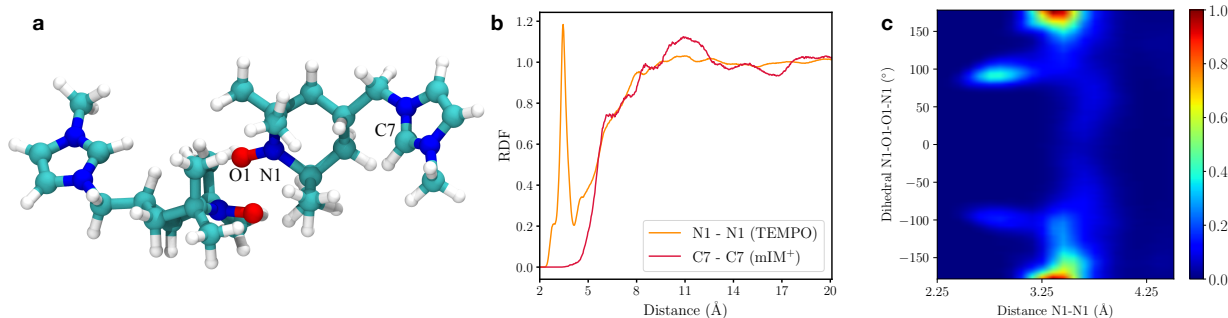 a
C7
O1
N1
b
RDF
1.2
1.0
0.8
0.6
0.4
0.2
0.0
N1 - N1 (TEMPO)
C7 - C7 (mIM⁺)
2
5
8
11
14
17
20
Distance (Å)
c
Dihedral N1-O1-O1-N1 (°)
150
100
50
0
−50
−100
−150
2.25
3.25
4.25
Distance N1-N1 (Å)
1.0
0.8
0.6
0.4
0.2
0.0